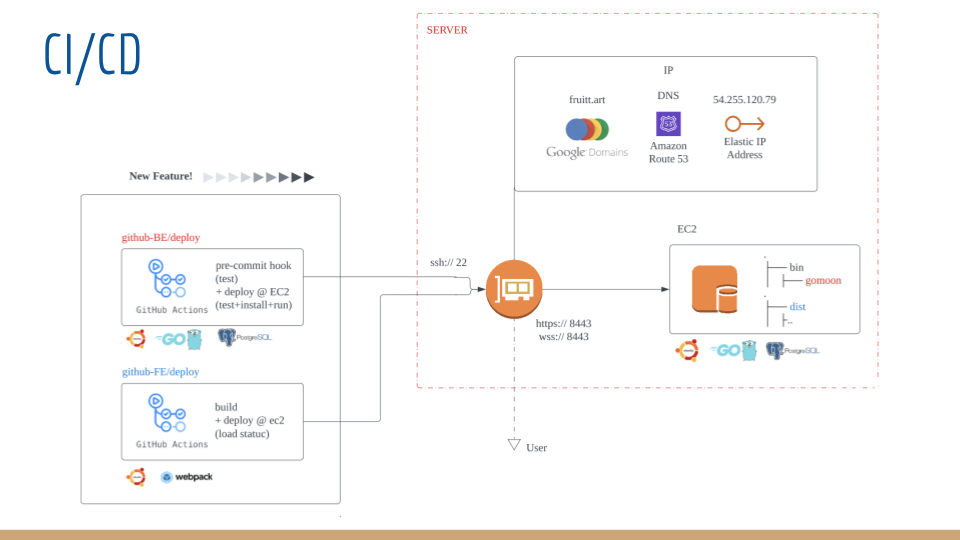 CI/CD
SERVER
IP
fruitt.art
DNS
54.255.120.79
Google Domains
Amazon
Route 53
Elastic IP
Address
New Feature!
github-BE/deploy
GitHub Actions
pre-commit hook
(test)
+ deploy @ EC2
(test+install+run)
GO
PostgreSQL
github-FE/deploy
GitHub Actions
build
+ deploy @ ec2
(load statuc)
webpack
ssh:// 22
https:// 8443
wss:// 8443
User
EC2
bin
gomoon
dist
..
GO
PostgreSQL